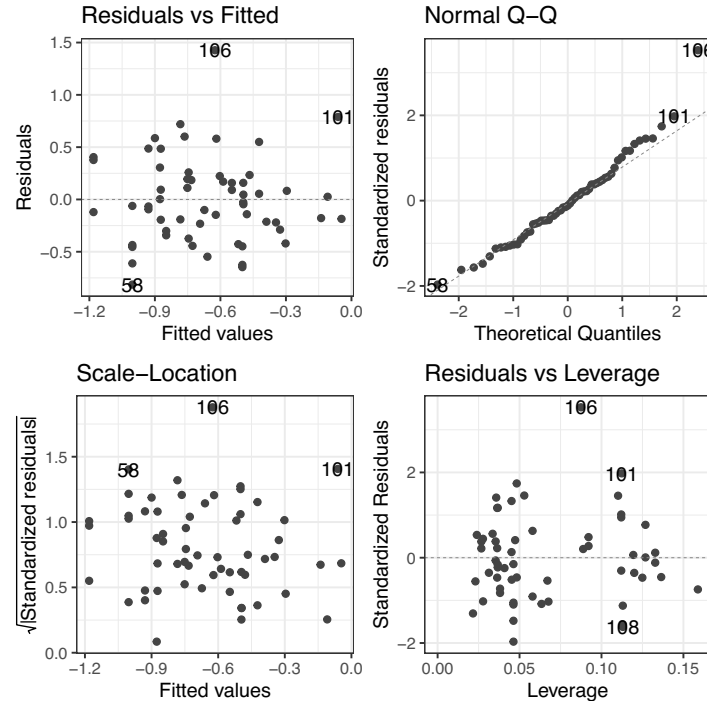 Residuals vs Fitted
Residuals
1.5
1.0
0.5
0.0
−0.5
106
101
58
−1.2 −0.9 −0.6 −0.3 0.0
Fitted values
Normal Q−Q
Standardized residuals
2
0
−2
106
101
58
−2 −1 0 1 2
Theoretical Quantiles
Scale−Location
√|Standardized residuals|
1.5
1.0
0.5
0.0
106
58
101
−1.2 −0.9 −0.6 −0.3 0.0
Fitted values
Residuals vs Leverage
Standardized Residuals
2
0
−2
106
101
108
0.00 0.05 0.10 0.15
Leverage